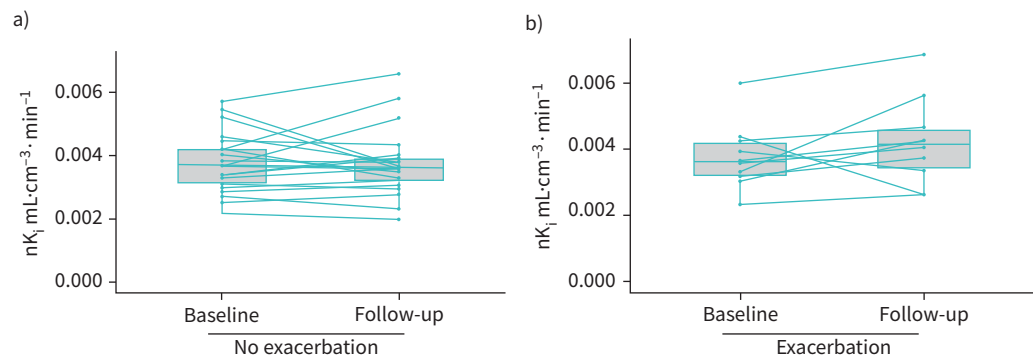 a)
nKᵢ mL·cm⁻³·min⁻¹
0.006
0.004
0.002
0.000
Baseline
Follow-up
No exacerbation
b)
nKᵢ mL·cm⁻³·min⁻¹
0.006
0.004
0.002
0.000
Baseline
Follow-up
Exacerbation